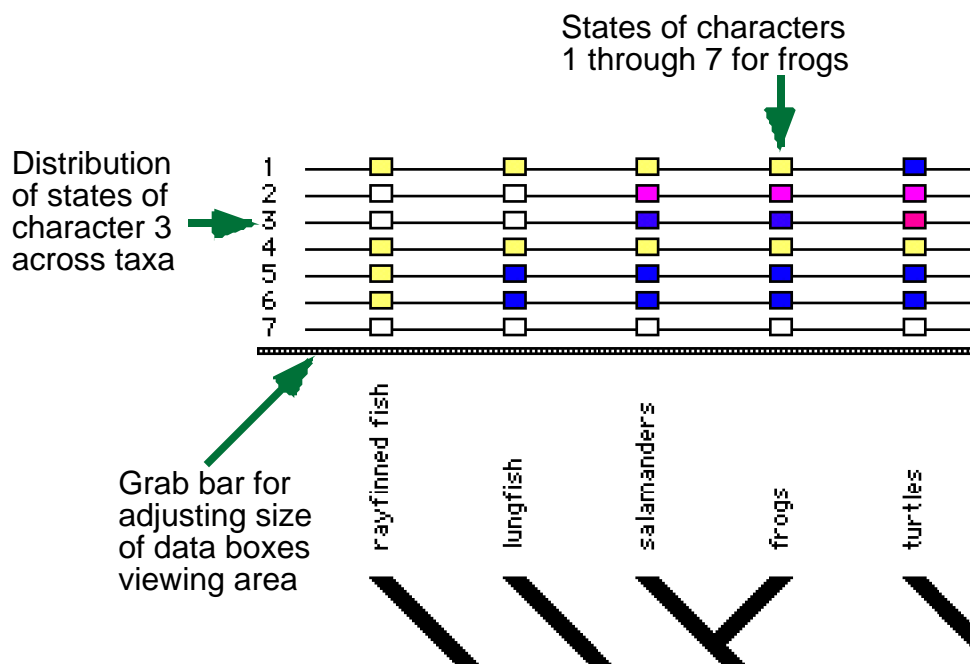 States of characters
1 through 7 for frogs
Distribution
of states of
character 3
across taxa
1
2
3
4
5
6
7
Grab bar for
adjusting size
of data boxes
viewing area
rayfinned fish
lungfish
salamanders
frogs
turtles